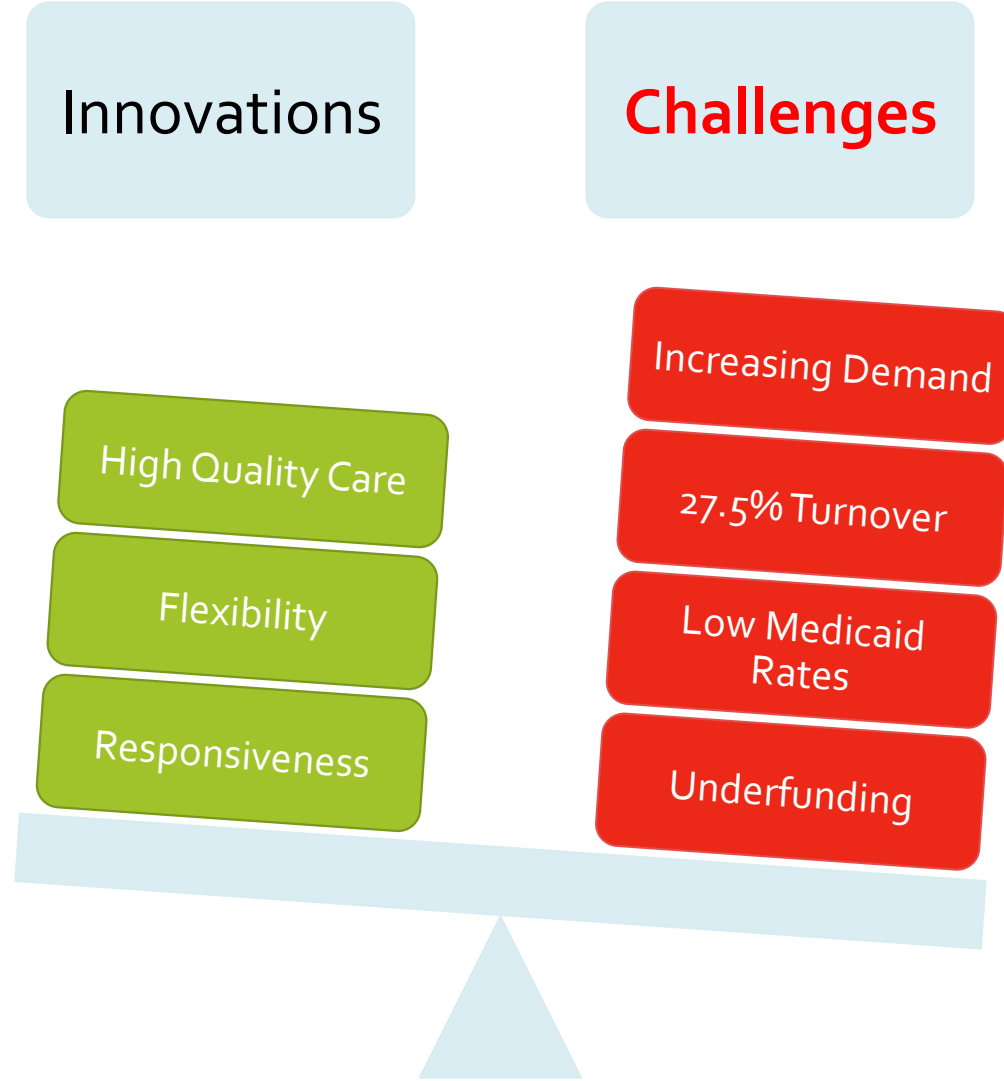 Innovations
Challenges
High Quality Care
Flexibility
Responsiveness
Increasing Demand
27.5% Turnover
Low Medicaid
Rates
Underfunding